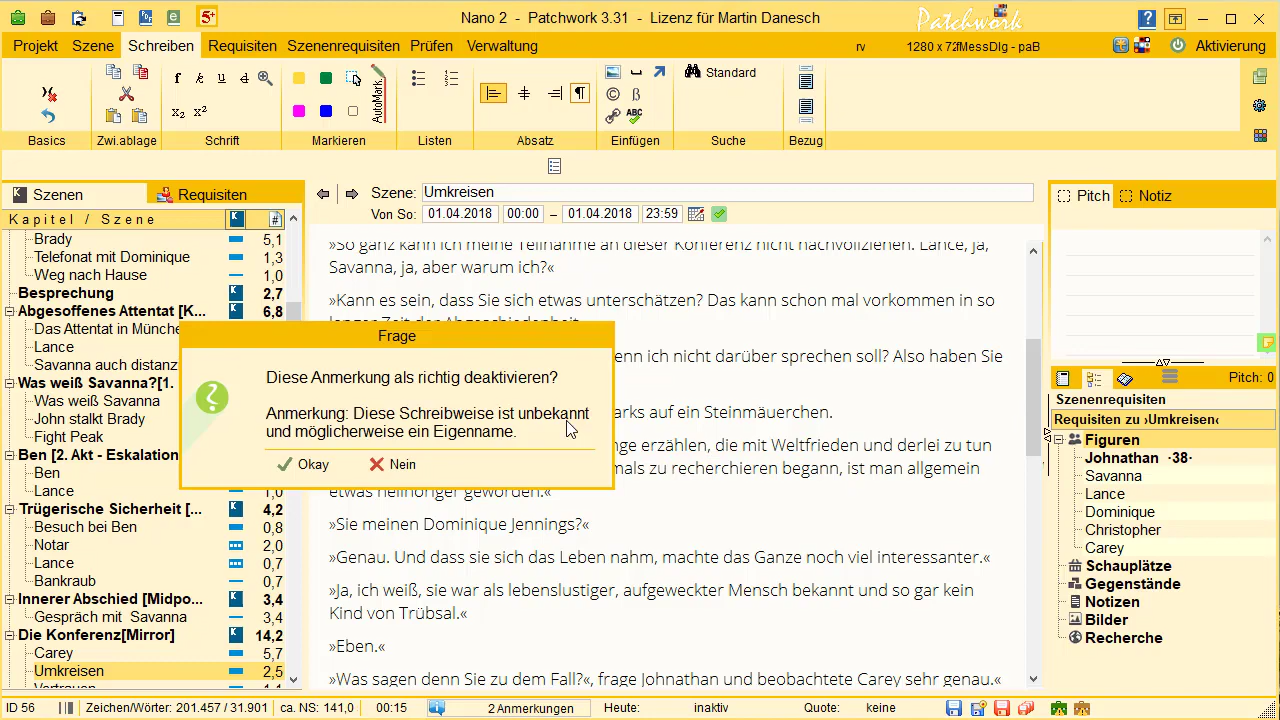 Nano 2 - Patchwork 3.31 - Lizenz für Martin Danesch
Patchwork
Projekt Szene Schreiben Requisiten Szenenrequisiten Prüfen Verwaltung
rv 1280 x 72fMessDlg - paB Aktivierung
f k u d
AutoMark.
Standard
x₂ x²
© ß
ABC
Basics Zwi.ablage Schrift Markieren Listen Absatz Einfügen Suche Bezug
Szenen Requisiten
Szene: Umkreisen
Von So: 01.04.2018 00:00 – 01.04.2018 23:59
Pitch Notiz
Kapitel / Szene K #
Brady 5,1
Telefonat mit Dominique 1,3
Weg nach Hause 1,0
Besprechung 2,7
Abgesoffenes Attentat [K... 6,8
Das Attentat in Münche
Lance
Savanna auch distanz
Was weiß Savanna?[1.
Was weiß Savanna
John stalkt Brady
Fight Peak
Ben [2. Akt - Eskalation
Ben
Lance 1,0
Trügerische Sicherheit [... 4,2
Besuch bei Ben 0,8
Notar 2,0
Lance 0,7
Bankraub 0,7
Innerer Abschied [Midpo... 3,4
Gespräch mit Savanna 3,4
Die Konferenz[Mirror] 14,2
Carey 5,7
Umkreisen 2,5
»So ganz kann ich meine Teilnahme an dieser Konferenz nicht nachvollziehen. Lance, ja,
Savanna, ja, aber warum ich?«
»Kann es sein, dass Sie sich etwas unterschätzen? Das kann schon mal vorkommen in so
langer Zeit der Abgeschiedenheit.
enn ich nicht darüber sprechen soll? Also haben Sie
arks auf ein Steinmäuerchen.
nge erzählen, die mit Weltfrieden und derlei zu tun
mals zu recherchieren begann, ist man allgemein
etwas hellhöriger geworden.«
»Sie meinen Dominique Jennings?«
»Genau. Und dass sie sich das Leben nahm, machte das Ganze noch viel interessanter.«
»Ja, ich weiß, sie war als lebenslustiger, aufgeweckter Mensch bekannt und so gar kein
Kind von Trübsal.«
»Eben.«
»Was sagen denn Sie zu dem Fall?«, frage Johnathan und beobachtete Carey sehr genau.«
Frage
Diese Anmerkung als richtig deaktivieren?
Anmerkung: Diese Schreibweise ist unbekannt
und möglicherweise ein Eigenname.
Okay Nein
Pitch: 0
Szenenrequisiten
Requisiten zu ›Umkreisen‹
Figuren
Johnathan ·38·
Savanna
Lance
Dominique
Christopher
Carey
Schauplätze
Gegenstände
Notizen
Bilder
Recherche
ID 56 Zeichen/Wörter: 201.457 / 31.901 ca. NS: 141,0 00:15 2 Anmerkungen Heute: inaktiv Quote: keine